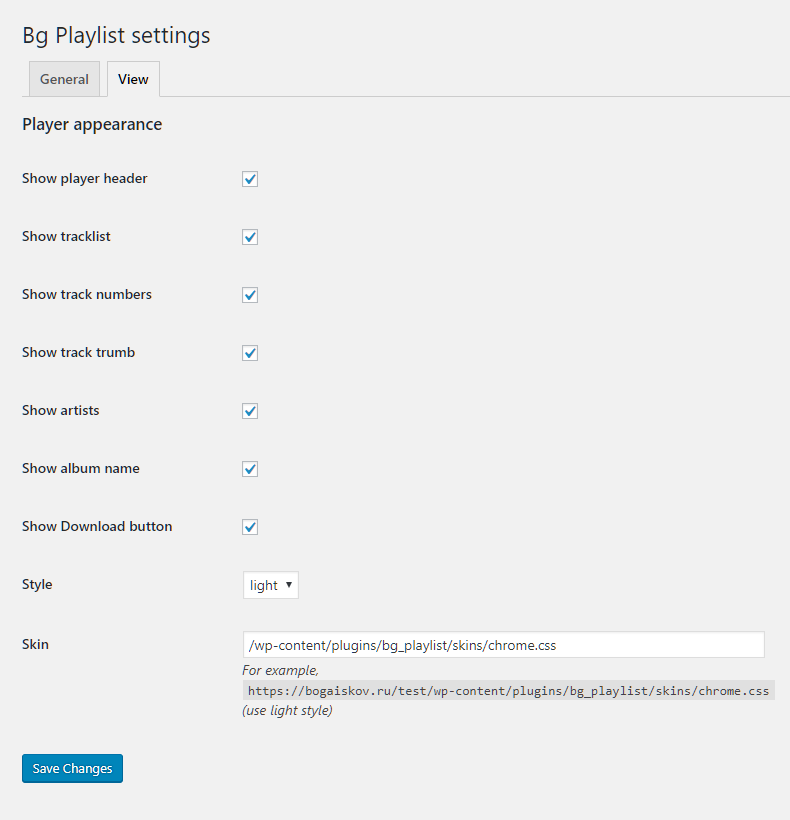 Bg Playlist settings
General View
Player appearance
Show player header
Show tracklist
Show track numbers
Show track trumb
Show artists
Show album name
Show Download button
Style light
Skin /wp-content/plugins/bg_playlist/skins/chrome.css
For example,
https://bogaiskov.ru/test/wp-content/plugins/bg_playlist/skins/chrome.css
(use light style)
Save Changes